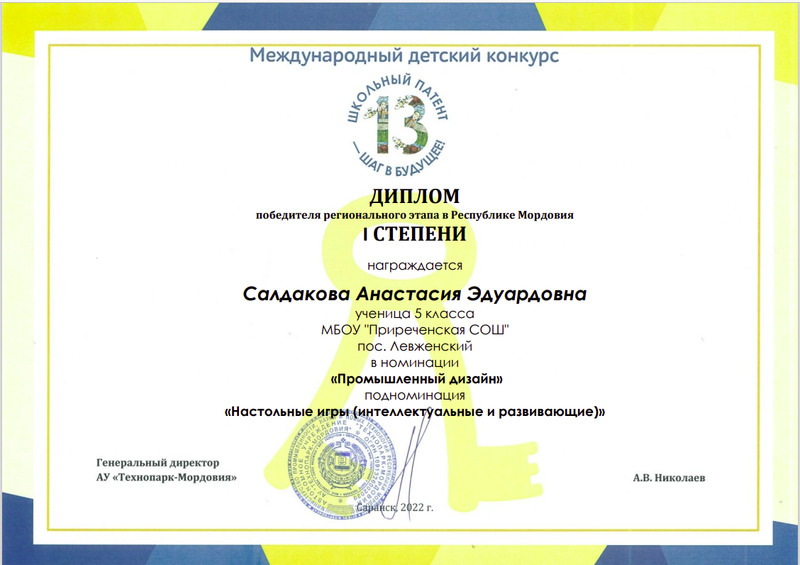 Международный детский конкурс
ШКОЛЬНЫЙ ПАТЕНТ
13
— ШАГ В БУДУЩЕЕ!
ДИПЛОМ
победителя регионального этапа в Республике Мордовия
I СТЕПЕНИ
награждается
Салдакова Анастасия Эдуардовна
ученица 5 класса
МБОУ "Приреченская СОШ"
пос. Левженский
в номинации
«Промышленный дизайн»
подноминация
«Настольные игры (интеллектуальные и развивающие)»
Генеральный директор
АУ «Технопарк-Мордовия»
А.В. Николаев
Саранск, 2022 г.